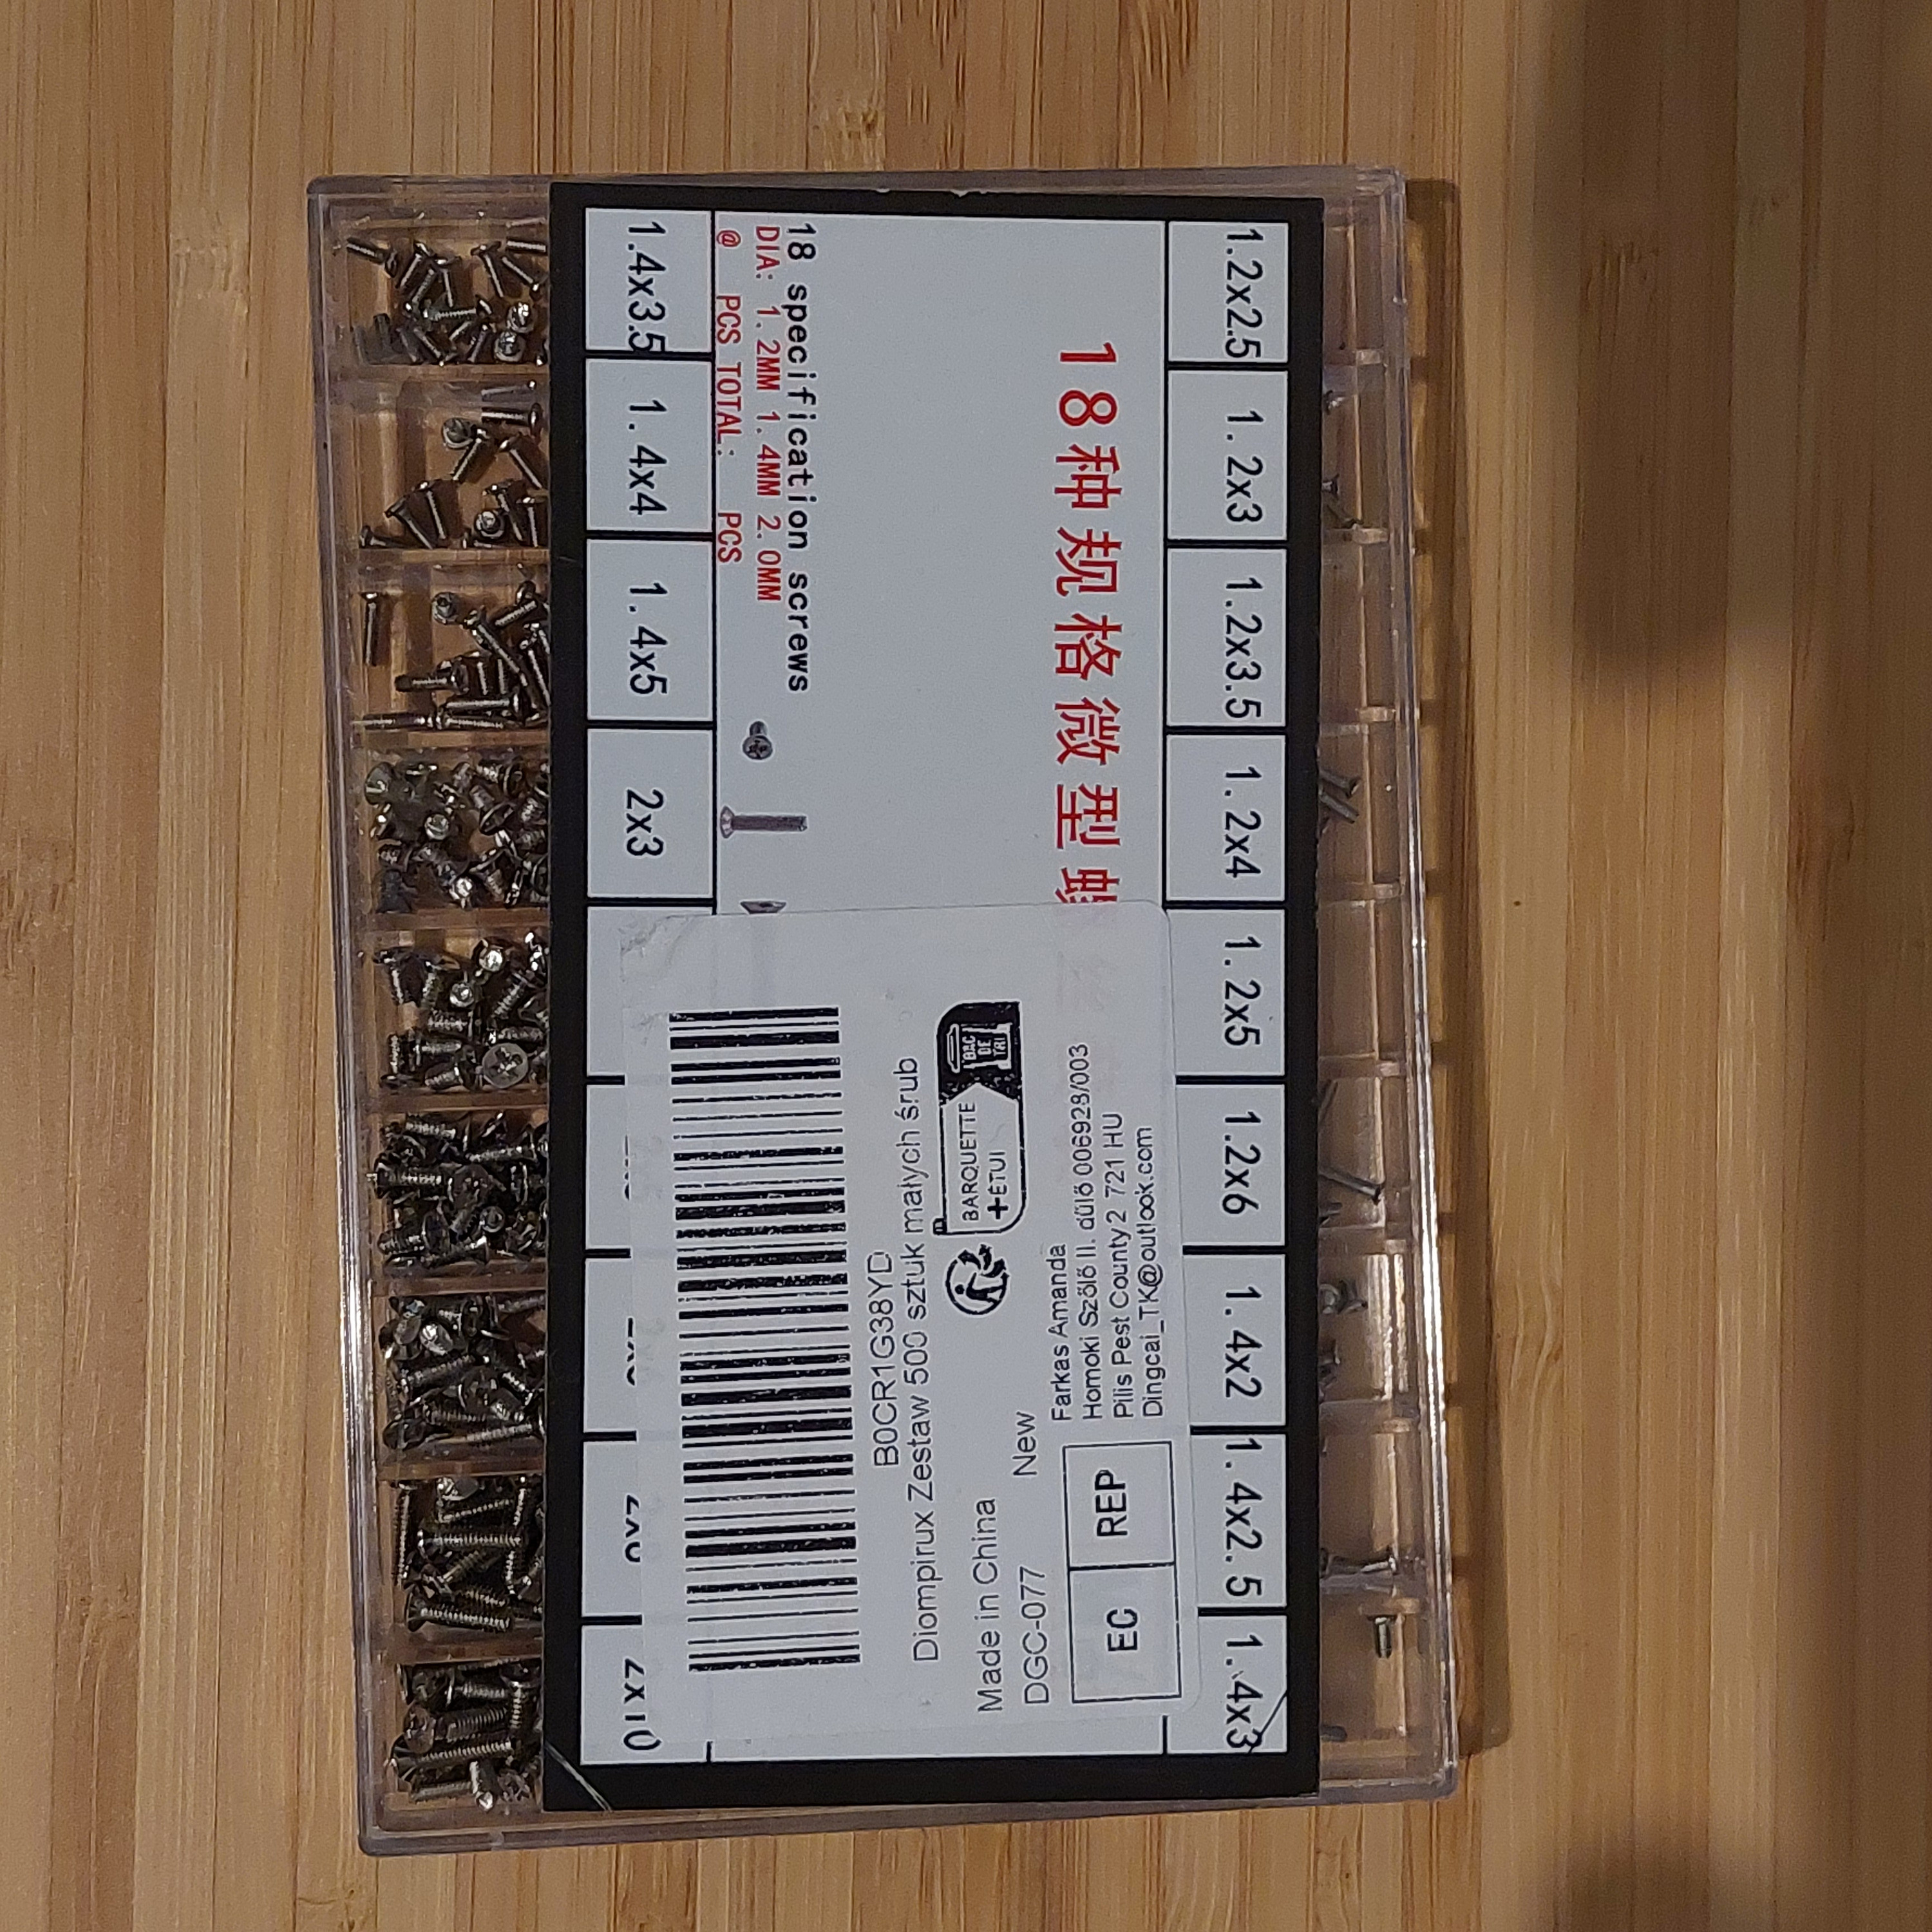 1.2x2.5
1.2x3
1.2x3.5
1.2x4
1.2x5
1.2x6
1.4x2
1.4x2.5
1.4x3
18种规格微型
18 specification screws
DIA: 1.2MM 1.4MM 2.0MM
@ PCS TOTAL: PCS
1.4x3.5
1.4x4
1.4x5
2x3
B0CR1G38YD
Diompirux Zestaw 500 sztuk małych śrub
BARQUETTE
+ÉTUI
BAC
DE
TRI
Made in China
New
DGC-077
EC REP
Farkas Amanda
Homoki Szőlő II. dűlő 006928/003
Pilis Pest County2 721 HU
Dingcai_TK@outlook.com